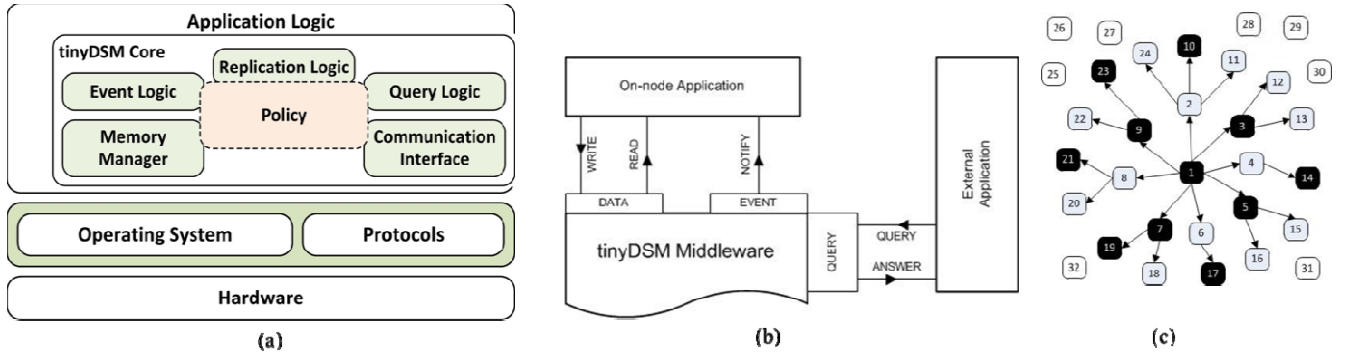 Application Logic
tinyDSM Core
Replication Logic
Event Logic
Query Logic
Policy
Memory
Manager
Communication
Interface
Operating System
Protocols
Hardware
(a)
On-node Application
WRITE
READ
NOTIFY
DATA
EVENT
tinyDSM Middleware
QUERY
QUERY
ANSWER
External
Application
(b)
26
27
28
29
24
10
11
25
23
30
12
2
22
9
3
13
21
8
1
4
14
20
5
7
6
15
19
18
17
16
32
31
(c)